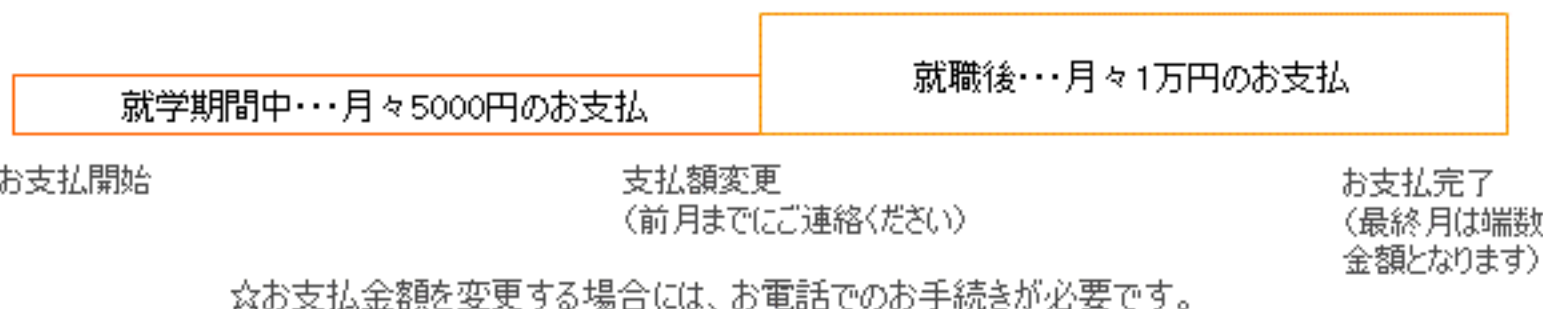 就職後･･･月々1万円のお支払
就学期間中･･･月々5000円のお支払
お支払開始
支払額変更
（前月までにご連絡ください）
お支払完了
（最終月は端数
金額となります）
☆お支払金額を変更する場合には、お電話でのお手続きが必要です。